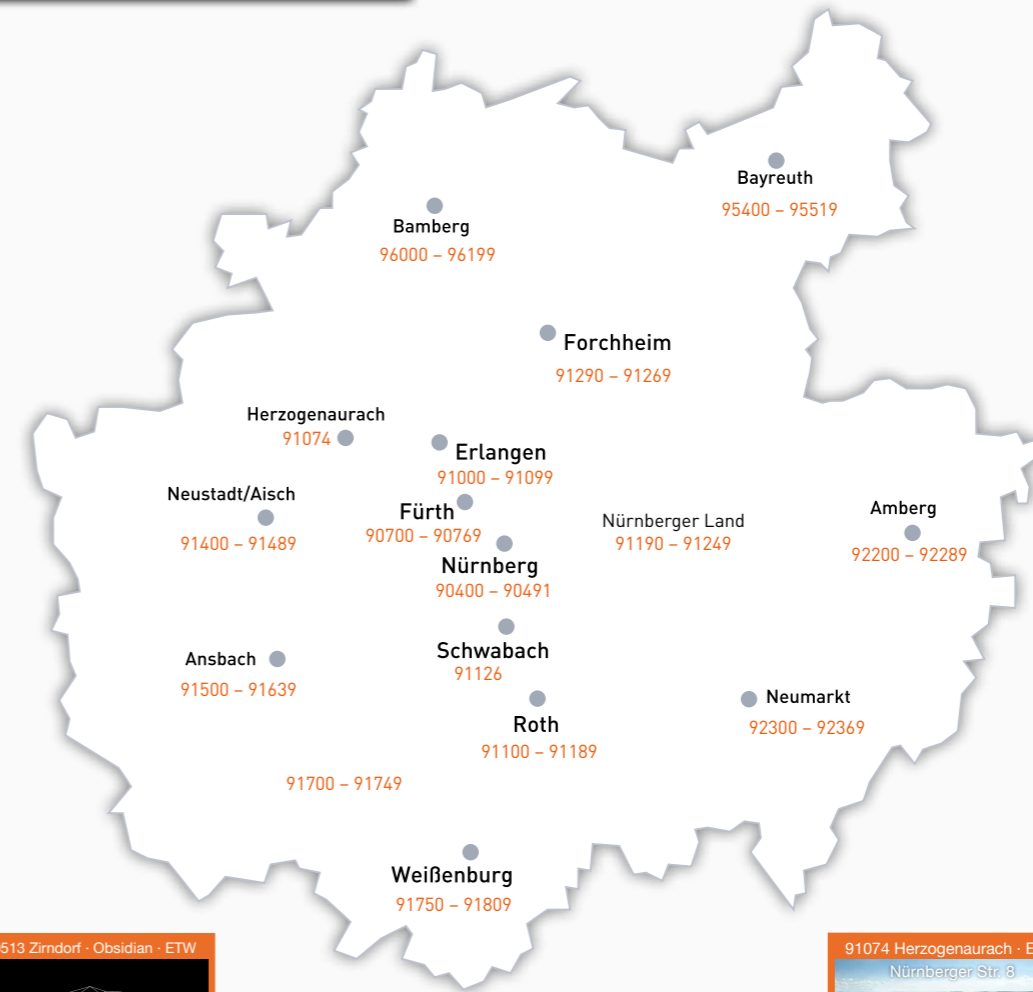 Bayreuth
95400 – 95519
Bamberg
96000 – 96199
Forchheim
91290 – 91269
Herzogenaurach
91074
Erlangen
91000 – 91099
Neustadt/Aisch
91400 – 91489
Fürth
90700 – 90769
Nürnberger Land
91190 – 91249
Amberg
92200 – 92289
Nürnberg
90400 – 90491
Schwabach
91126
Ansbach
91500 – 91639
Neumarkt
92300 – 92369
Roth
91100 – 91189
91700 – 91749
Weißenburg
91750 – 91809
513 Zirndorf · Obsidian · ETW
91074 Herzogenaurach ·
Nürnberger Str. 8